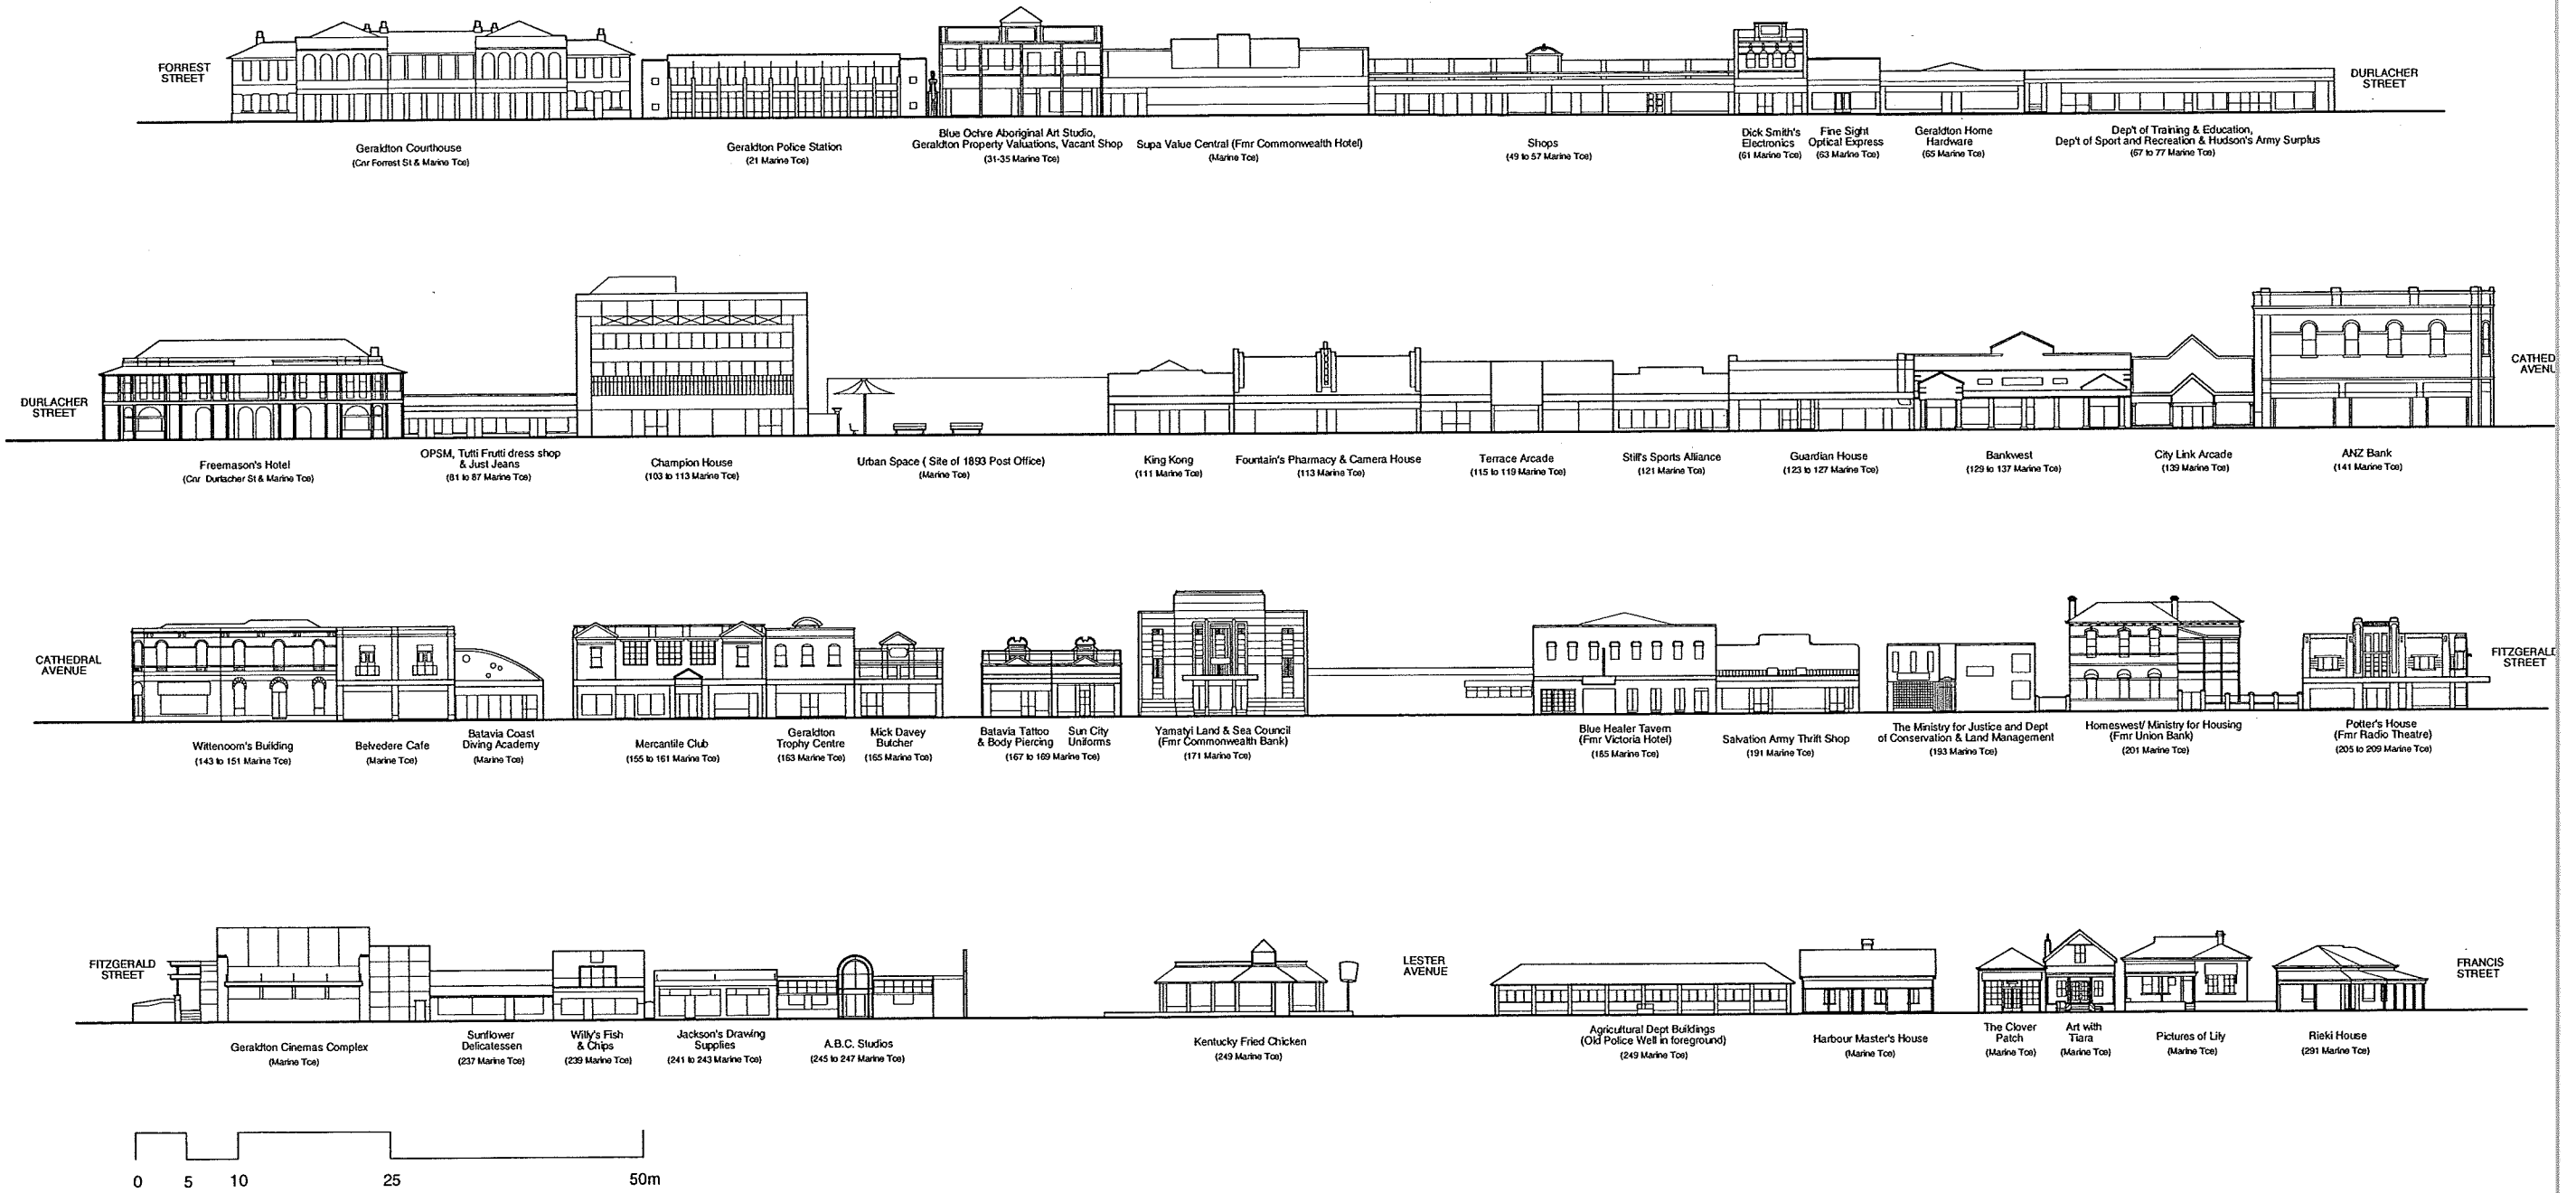 FORREST
STREET
Geraldton Courthouse
(Cnr Forrest St & Marine Tce)
Geraldton Police Station
(21 Marine Tce)
Blue Ochre Aboriginal Art Studio,
Geraldton Property Valuations, Vacant Shop
(31-35 Marine Tce)
Supa Value Central (Fmr Commonwealth Hotel)
(Marine Tce)
Shops
(49 to 57 Marine Tce)
Dick Smith's
Electronics
(61 Marine Tce)
Fine Sight
Optical Express
(63 Marine Tce)
Geraldton Home
Hardware
(65 Marine Tce)
Dep't of Training & Education,
Dep't of Sport and Recreation & Hudson's Army Surplus
(67 to 77 Marine Tce)
DURLACHER
STREET
DURLACHER
STREET
Freemason's Hotel
(Cnr Durlacher St & Marine Tce)
OPSM, Tutti Frutti dress shop
& Just Jeans
(81 to 87 Marine Tce)
Champion House
(103 to 113 Marine Tce)
Urban Space ( Site of 1893 Post Office)
(Marine Tce)
King Kong
(111 Marine Tce)
Fountain's Pharmacy & Camera House
(113 Marine Tce)
Terrace Arcade
(115 to 119 Marine Tce)
Still's Sports Alliance
(121 Marine Tce)
Guardian House
(123 to 127 Marine Tce)
Bankwest
(129 to 137 Marine Tce)
City Link Arcade
(139 Marine Tce)
ANZ Bank
(141 Marine Tce)
CATHED
AVENU
CATHEDRAL
AVENUE
Wittenoom's Building
(143 to 151 Marine Tce)
Belvedere Cafe
(Marine Tce)
Batavia Coast
Diving Academy
(Marine Tce)
Mercantile Club
(155 to 161 Marine Tce)
Geraldton
Trophy Centre
(163 Marine Tce)
Mick Davey
Butcher
(165 Marine Tce)
Batavia Tattoo
& Body Piercing
Sun City
Uniforms
(167 to 169 Marine Tce)
Yamatyi Land & Sea Council
(Fmr Commonwealth Bank)
(171 Marine Tce)
Blue Healer Tavern
(Fmr Victoria Hotel)
(185 Marine Tce)
Salvation Army Thrift Shop
(191 Marine Tce)
The Ministry for Justice and Dept
of Conservation & Land Management
(193 Marine Tce)
Homeswest/ Ministry for Housing
(Fmr Union Bank)
(201 Marine Tce)
Potter's House
(Fmr Radio Theatre)
(205 to 209 Marine Tce)
FITZGERALD
STREET
FITZGERALD
STREET
Geraldton Cinemas Complex
(Marine Tce)
Sunflower
Delicatessen
(237 Marine Tce)
Willy's Fish
& Chips
(239 Marine Tce)
Jackson's Drawing
Supplies
(241 to 243 Marine Tce)
A.B.C. Studios
(245 to 247 Marine Tce)
Kentucky Fried Chicken
(249 Marine Tce)
LESTER
AVENUE
Agricultural Dept Buildings
(Old Police Well in foreground)
(249 Marine Tce)
Harbour Master's House
(Marine Tce)
The Clover
Patch
(Marine Tce)
Art with
Tiara
(Marine Tce)
Pictures of Lily
(Marine Tce)
Rieki House
(291 Marine Tce)
FRANCIS
STREET
0 5 10 25 50m